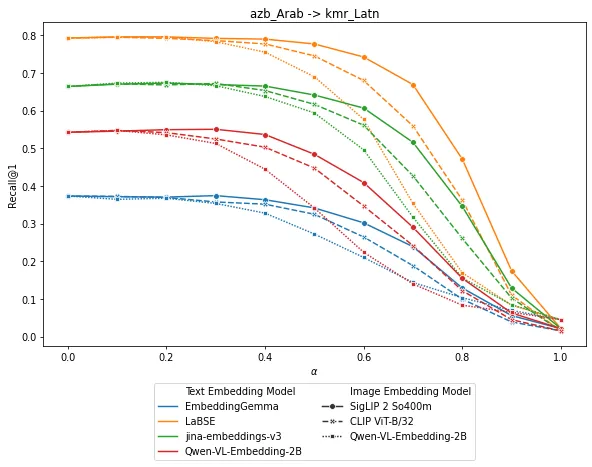 azb_Arab -> kmr_Latn
Recall@1
0.8
0.7
0.6
0.5
0.4
0.3
0.2
0.1
0.0
0.0 0.2 0.4 0.6 0.8 1.0
α
Text Embedding Model Image Embedding Model
EmbeddingGemma SigLIP 2 So400m
LaBSE CLIP ViT-B/32
jina-embeddings-v3 Qwen-VL-Embedding-2B
Qwen-VL-Embedding-2B